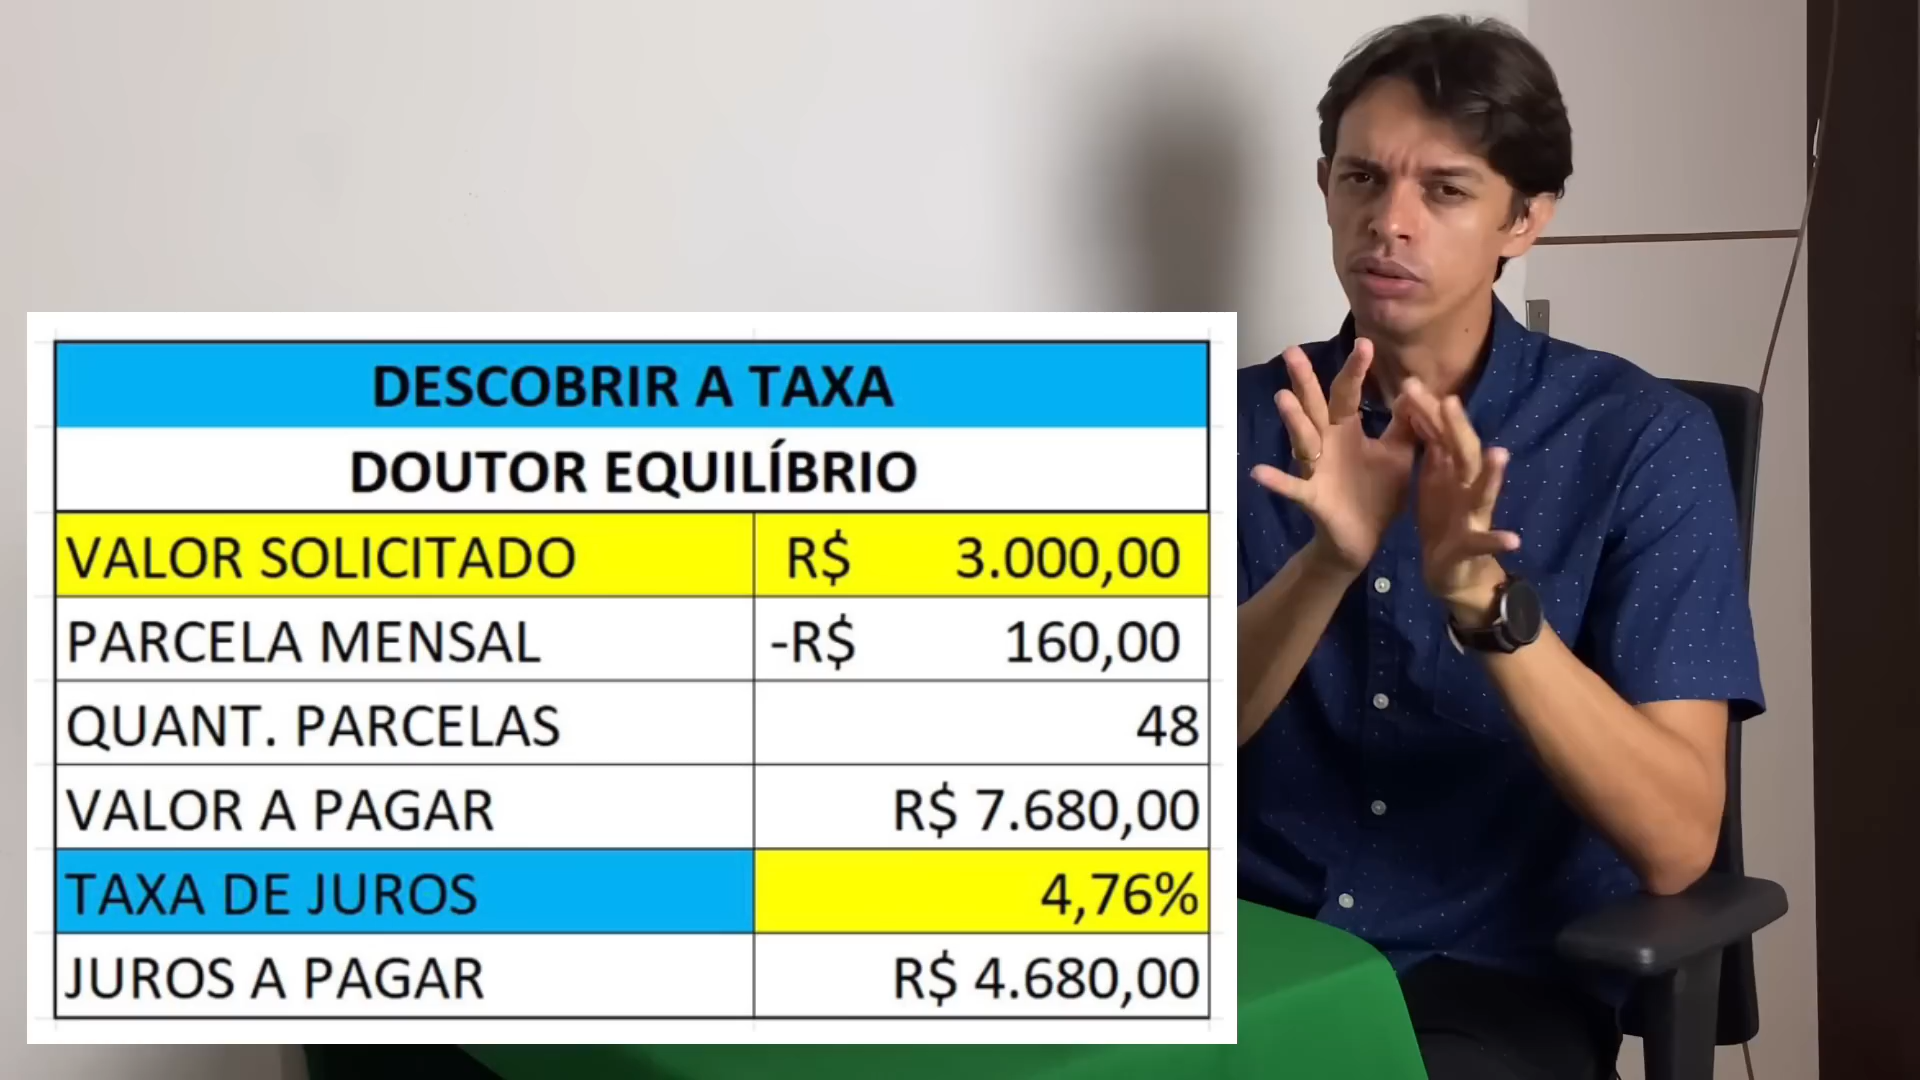 DESCOBRIR A TAXA
DOUTOR EQUILÍBRIO
VALOR SOLICITADO R$ 3.000,00
PARCELA MENSAL -R$ 160,00
QUANT. PARCELAS 48
VALOR A PAGAR R$ 7.680,00
TAXA DE JUROS 4,76%
JUROS A PAGAR R$ 4.680,00